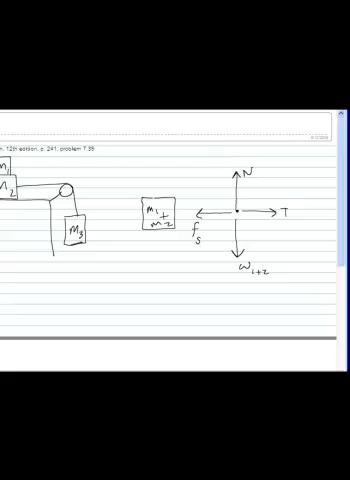 12th edition, p. 241, problem 7.39
m1
m2
m3
m1 +
m2
N
T
fs
w1+2